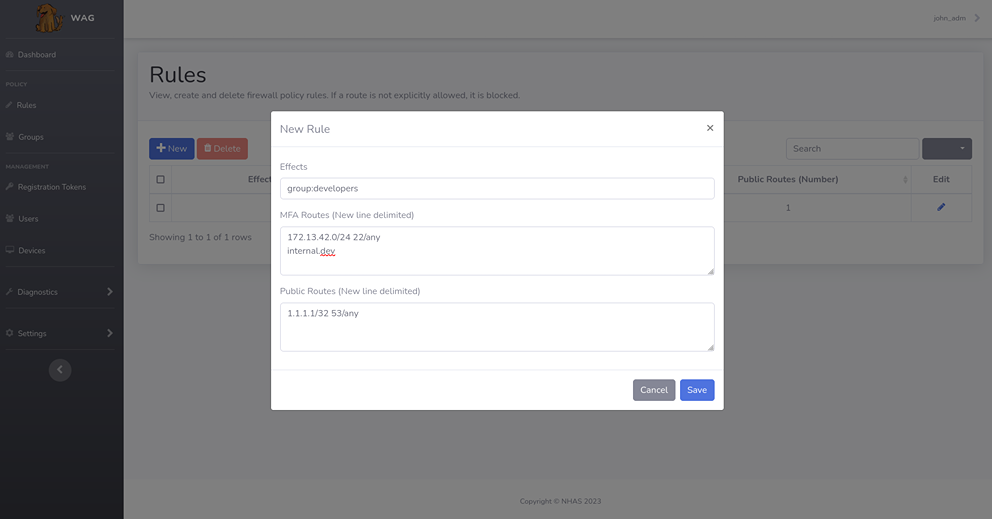 WAG
john_adm
Dashboard
POLICY
Rules
Groups
MANAGEMENT
Registration Tokens
Users
Devices
Diagnostics
Settings
Rules
View, create and delete firewall policy rules. If a route is not explicitly allowed, it is blocked.
New
Delete
Search
Effect
Public Routes (Number)
Edit
1
Showing 1 to 1 of 1 rows
New Rule
×
Effects
group:developers
MFA Routes (New line delimited)
172.13.42.0/24 22/any
internal.dev
Public Routes (New line delimited)
1.1.1.1/32 53/any
Cancel
Save
Copyright © NHAS 2023